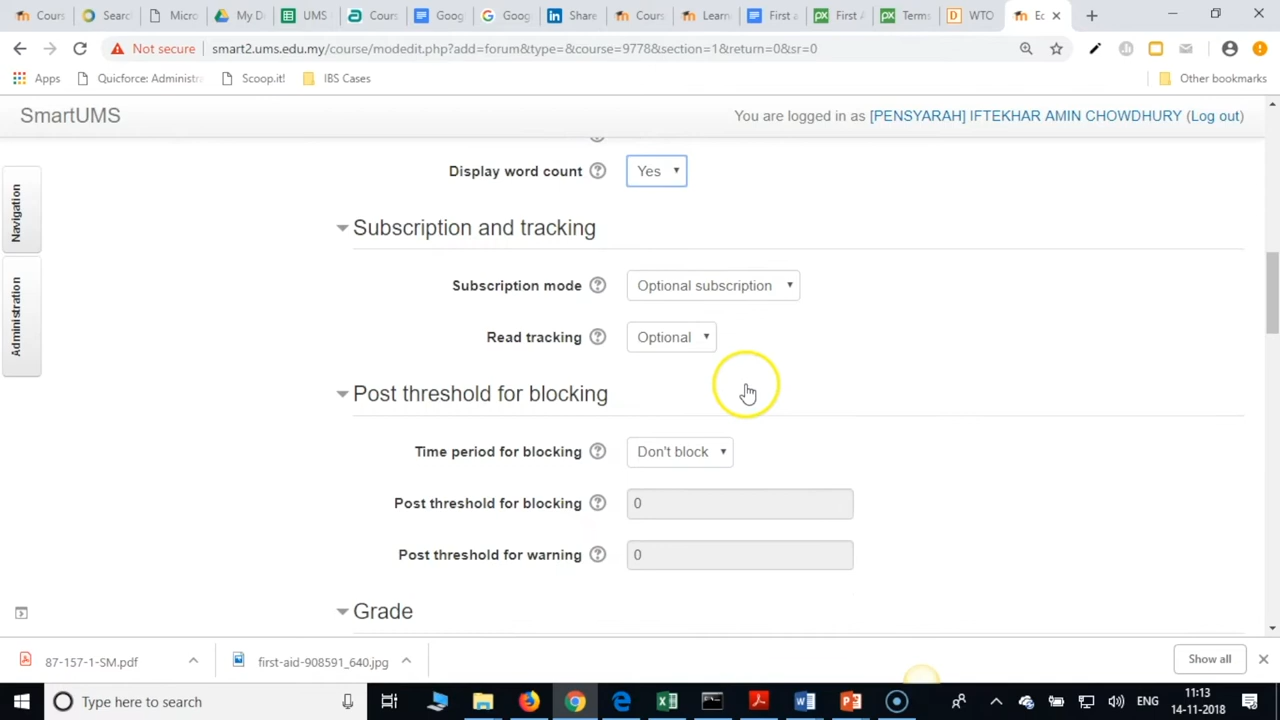 Cours
Searc
Micro
My D
UMS
Cours
Goog
Goog
Share
Cours
Learn
First a
First A
Terms
WTO
Ec
Not secure
smart2.ums.edu.my/course/modedit.php?add=forum&type=&course=9778&section=1&return=0&sr=0
Apps
Quicforce: Administra
Scoop.it!
IBS Cases
Other bookmarks
SmartUMS
You are logged in as [PENSYARAH] IFTEKHAR AMIN CHOWDHURY (Log out)
Navigation
Administration
Display word count
Yes
Subscription and tracking
Subscription mode
Optional subscription
Read tracking
Optional
Post threshold for blocking
Time period for blocking
Don't block
Post threshold for blocking
0
Post threshold for warning
0
Grade
87-157-1-SM.pdf
first-aid-908591_640.jpg
Show all
Type here to search
ENG
11:13
14-11-2018